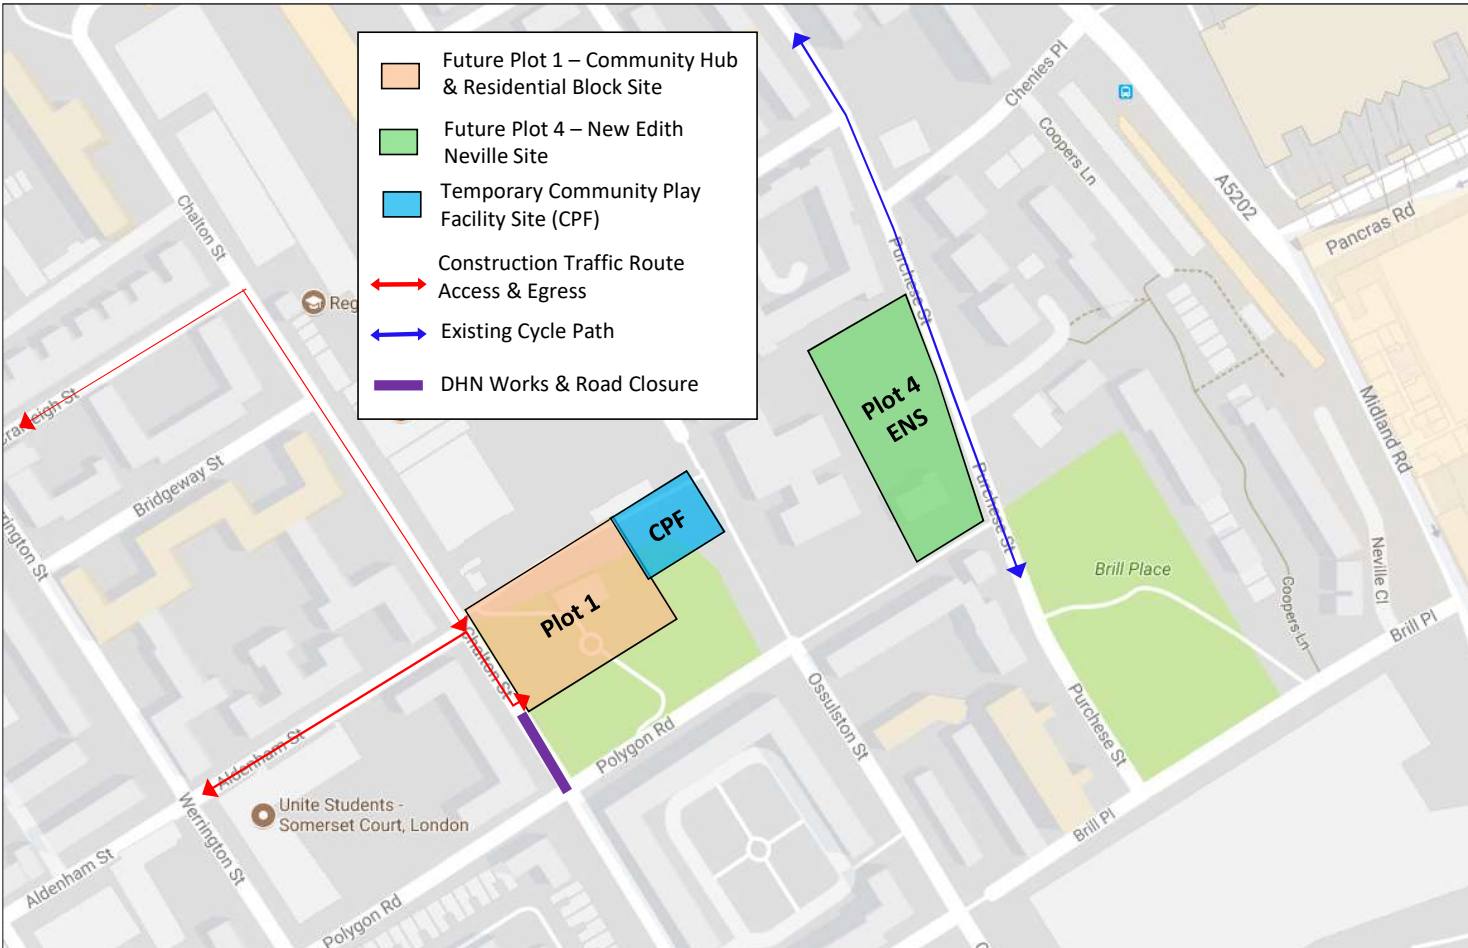 Future Plot 1 – Community Hub
& Residential Block Site
Future Plot 4 – New Edith
Neville Site
Temporary Community Play
Facility Site (CPF)
Construction Traffic Route
Access & Egress
Existing Cycle Path
DHN Works & Road Closure
Chenies Pl
Coopers Ln
A5202
Pancras Rd
Chalton St
Reg
Purchese St
Plot 4
ENS
Midland Rd
Bridgeway St
CPF
Purchese St
Brill Place
Neville Cl
Coopers Ln
Brill Pl
Plot 1
Chalton St
Ossulston St
Purchese St
Polygon Rd
Aldenham St
Unite Students -
Somerset Court, London
Werrington St
Brill Pl
Aldenham St
Polygon Rd